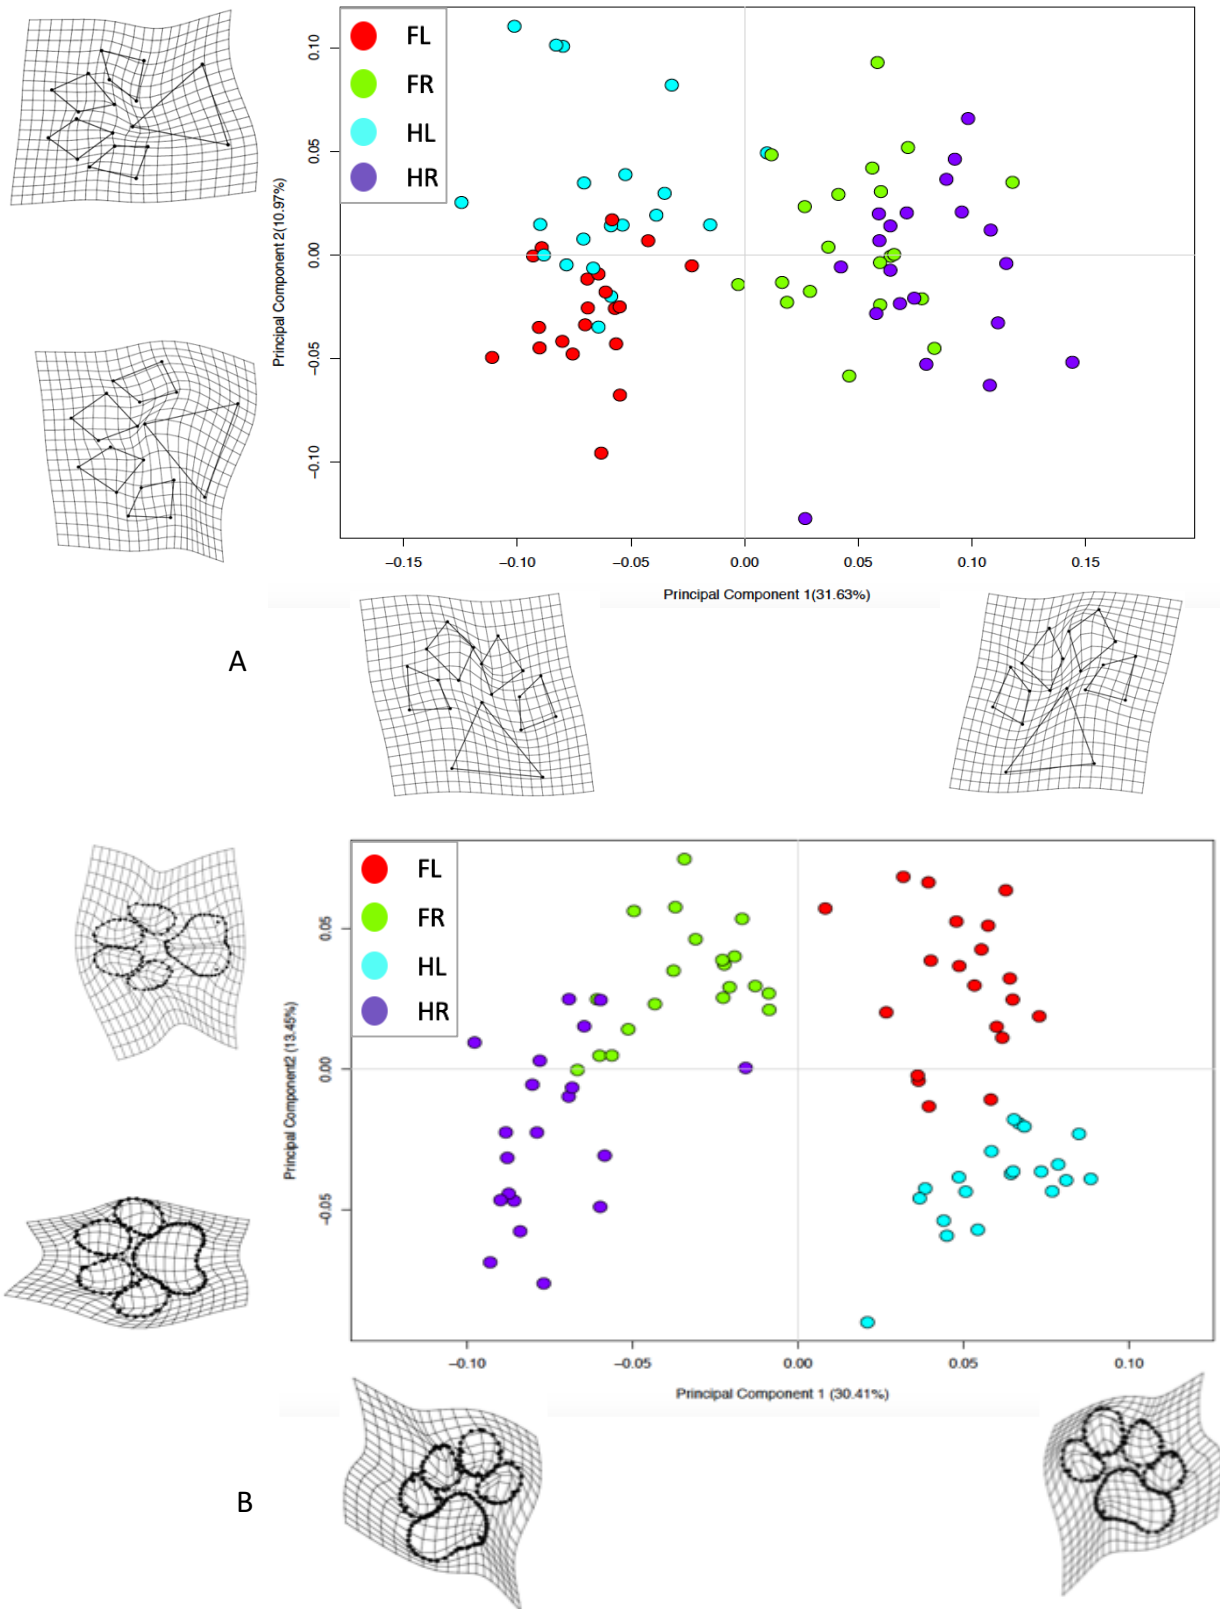 FL
FR
HL
HR
0.10
0.05
0.00
−0.05
−0.10
Principal Component 2(10.97%)
−0.15 −0.10 −0.05 0.00 0.05 0.10 0.15
Principal Component 1(31.63%)
A
FL
FR
HL
HR
0.05
0.00
−0.05
Principal Component2 (13.45%)
−0.10 −0.05 0.00 0.05 0.10
Principal Component 1 (30.41%)
B